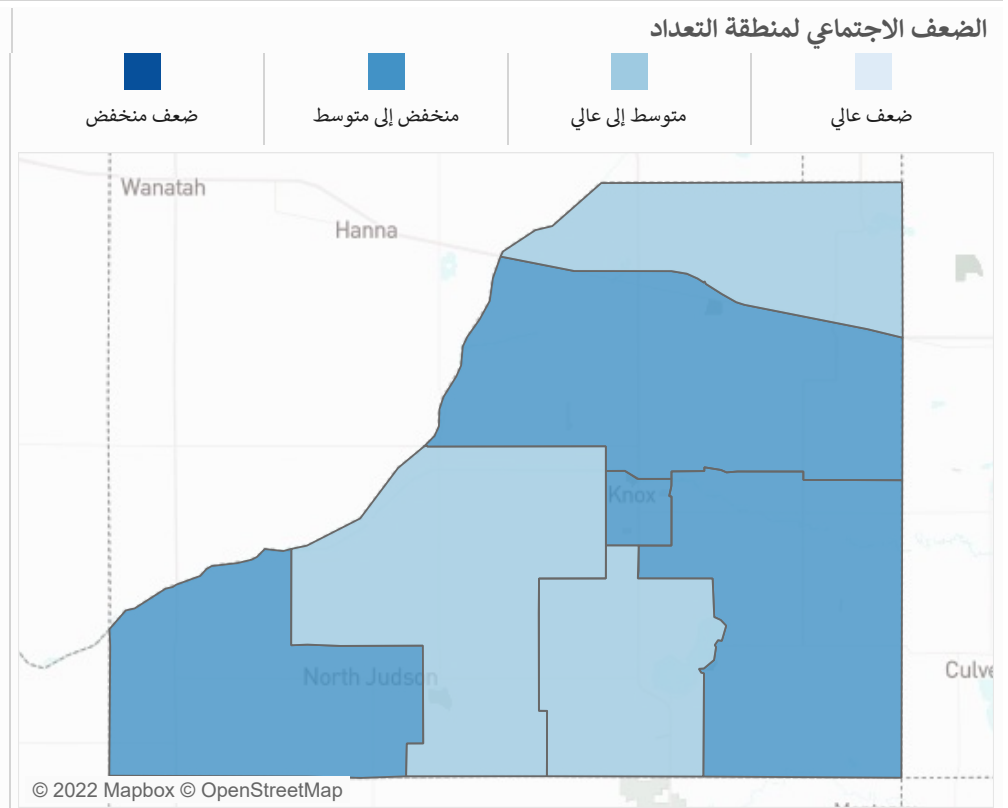 الضعف الاجتماعي لمنطقة التعداد
ضعف عالي
متوسط إلى عالي
منخفض إلى متوسط
ضعف منخفض
Wanatah
Hanna
Knox
North Judson
Culve
© 2022 Mapbox © OpenStreetMap